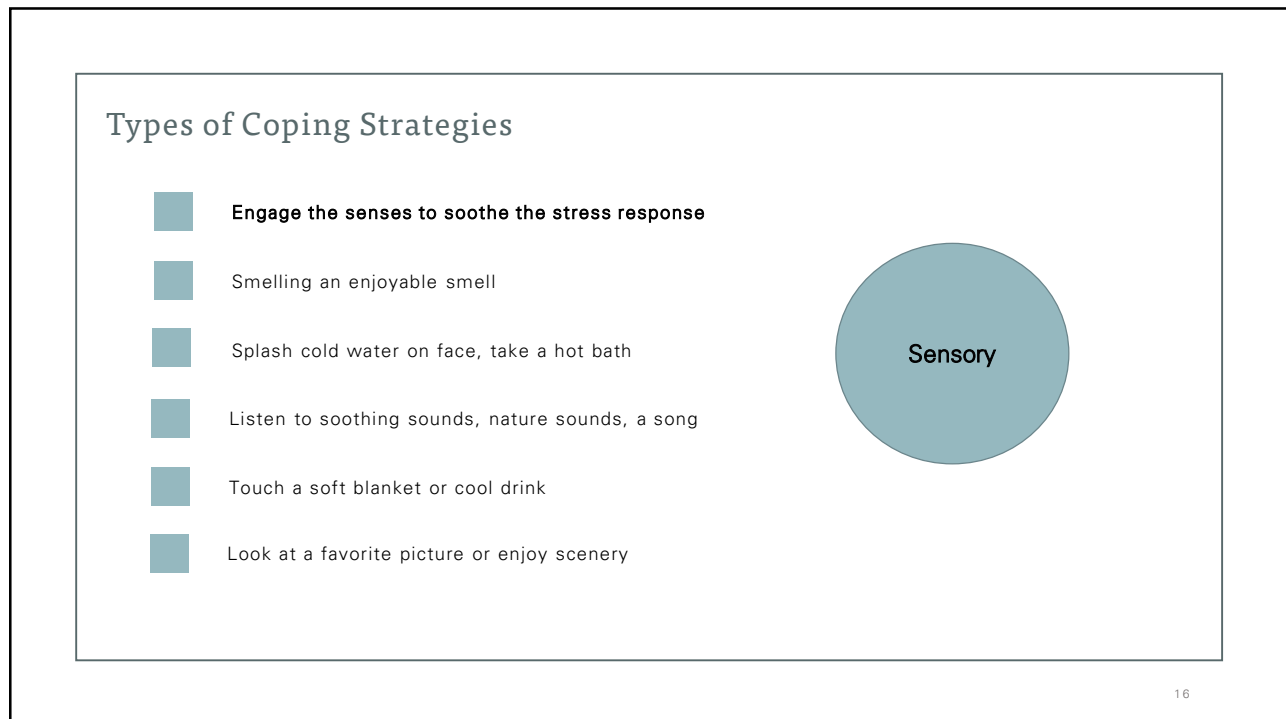 Types of Coping Strategies
Engage the senses to soothe the stress response
Smelling an enjoyable smell
Splash cold water on face, take a hot bath
Listen to soothing sounds, nature sounds, a song
Touch a soft blanket or cool drink
Look at a favorite picture or enjoy scenery
Sensory
16